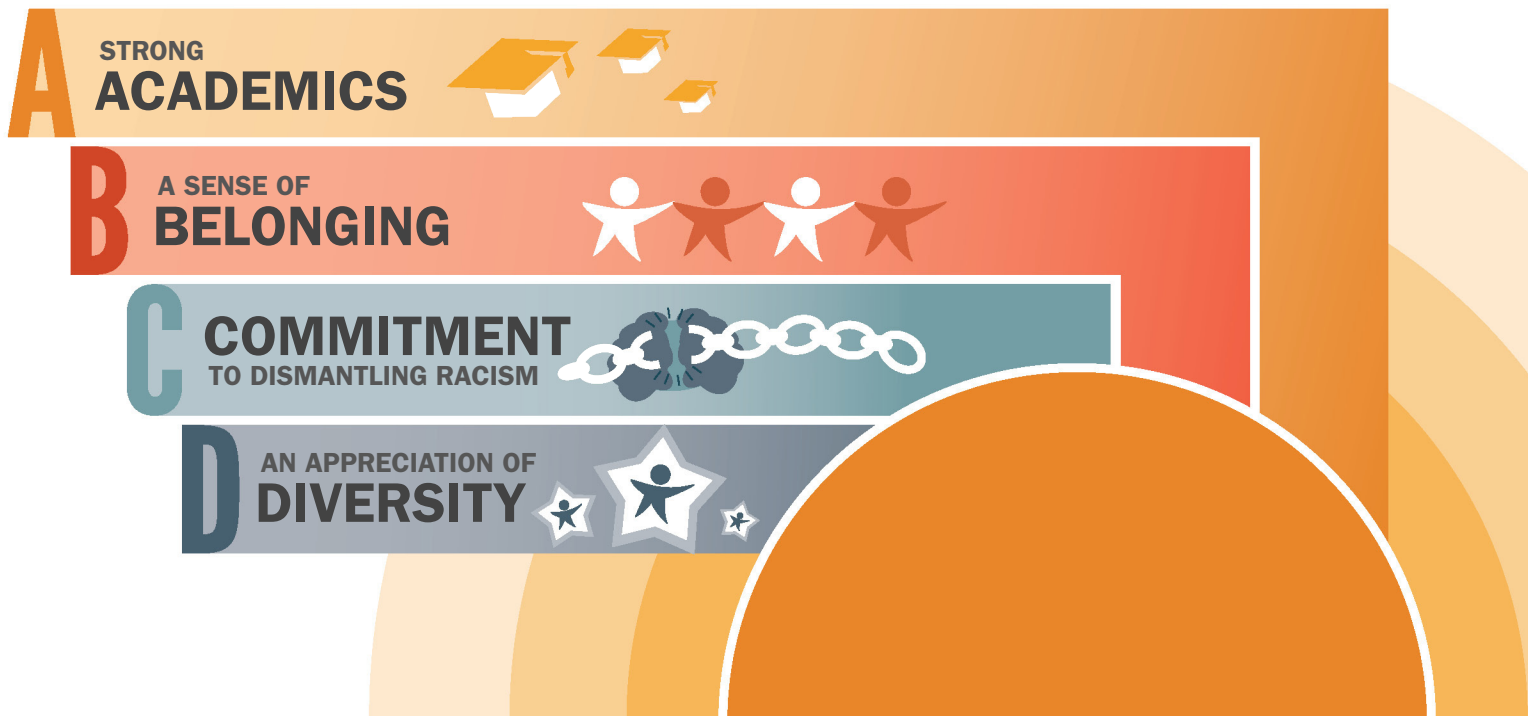 A
STRONG
ACADEMICS
B
A SENSE OF
BELONGING
C
COMMITMENT
TO DISMANTLING RACISM
D
AN APPRECIATION OF
DIVERSITY